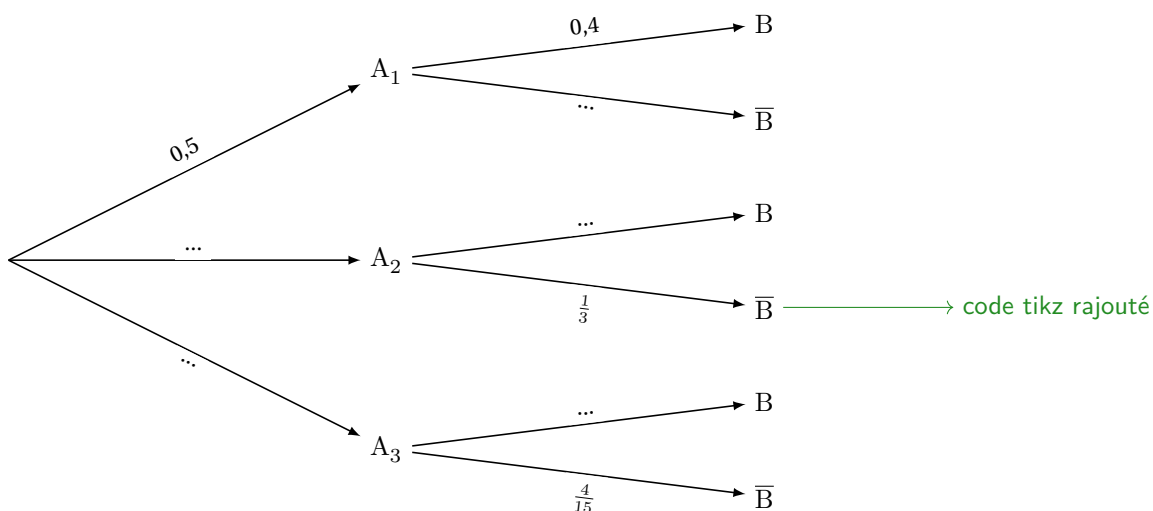 B
0,4
A₁
...
B̅
0,5
B
...
...
A₂
1/3
B̅ code tikz rajouté
...
B
...
A₃
4/15
B̅